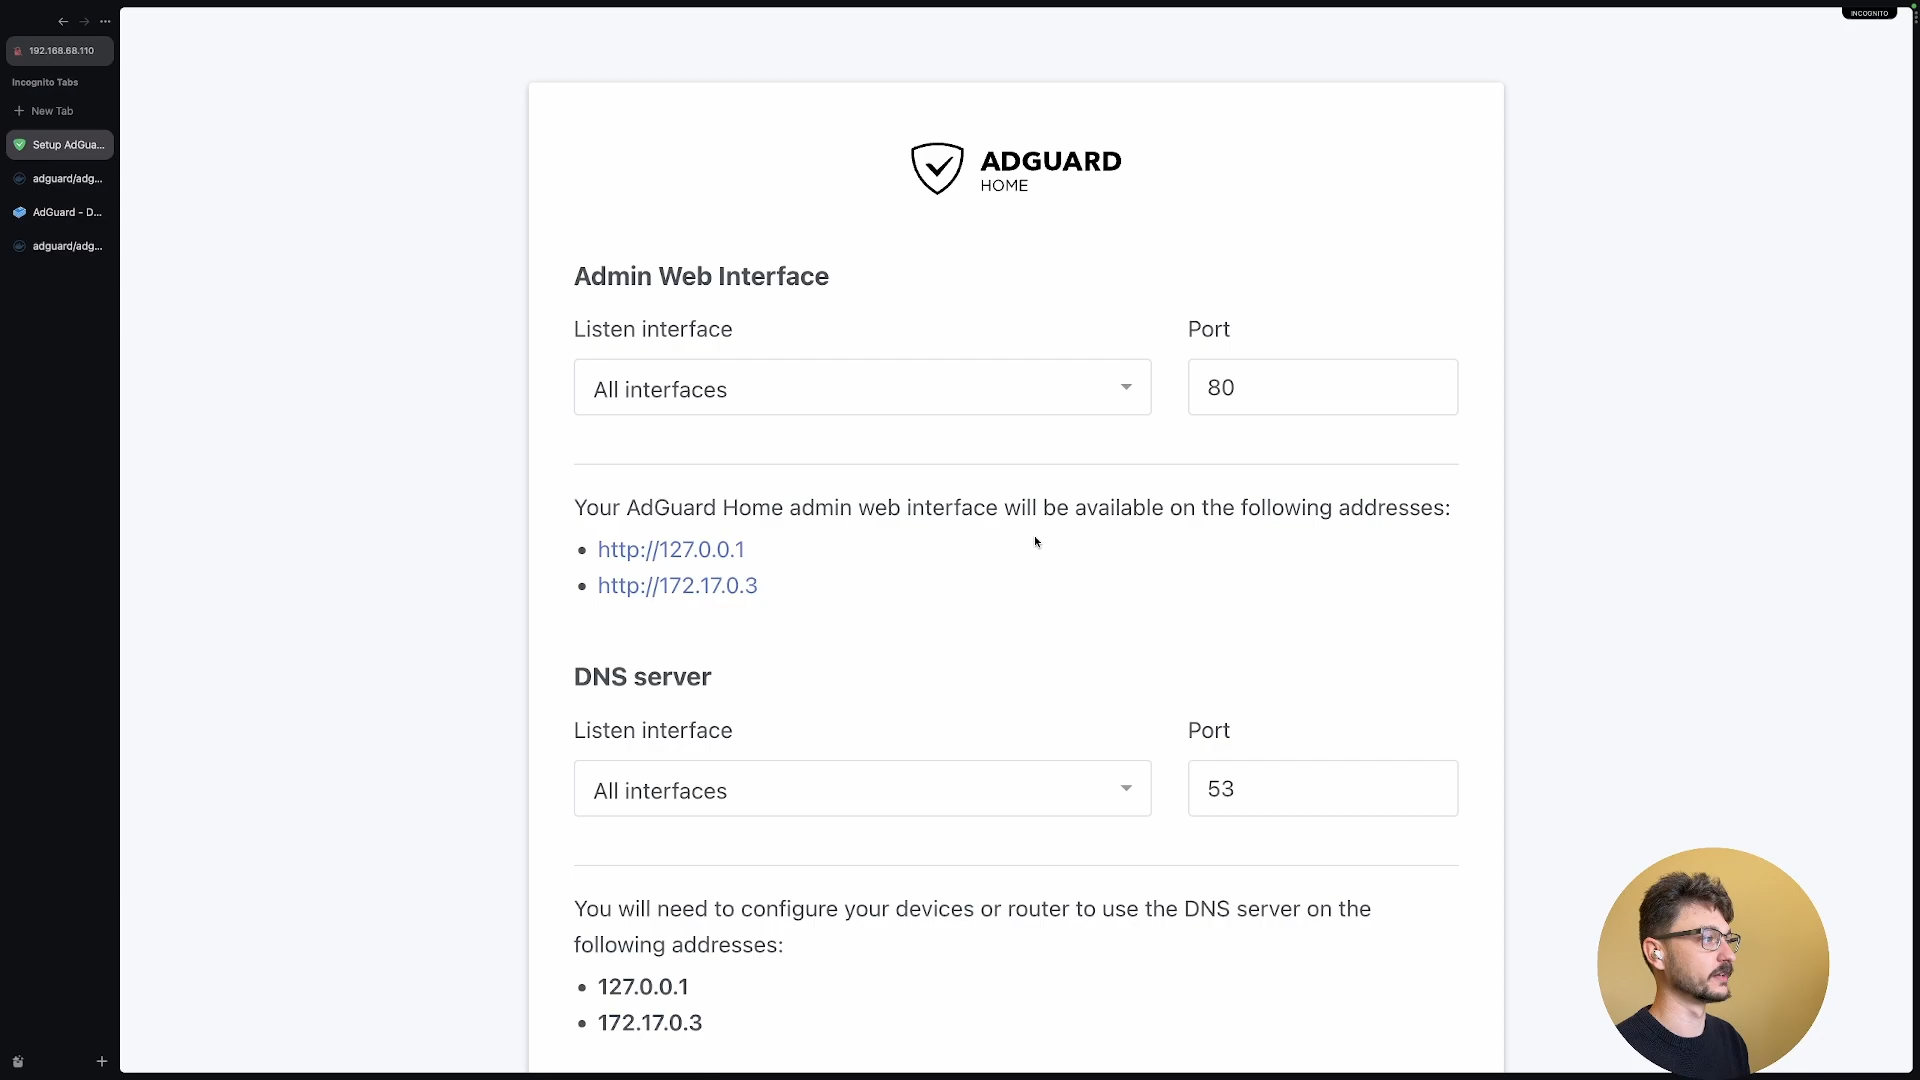 INCOGNITO
192.168.68.110
Incognito Tabs
New Tab
Setup AdGua...
adguard/adg...
AdGuard - D...
adguard/adg...
ADGUARD
HOME
Admin Web Interface
Listen interface
Port
All interfaces
80
Your AdGuard Home admin web interface will be available on the following addresses:
• http://127.0.0.1
• http://172.17.0.3
DNS server
Listen interface
Port
All interfaces
53
You will need to configure your devices or router to use the DNS server on the
following addresses:
• 127.0.0.1
• 172.17.0.3